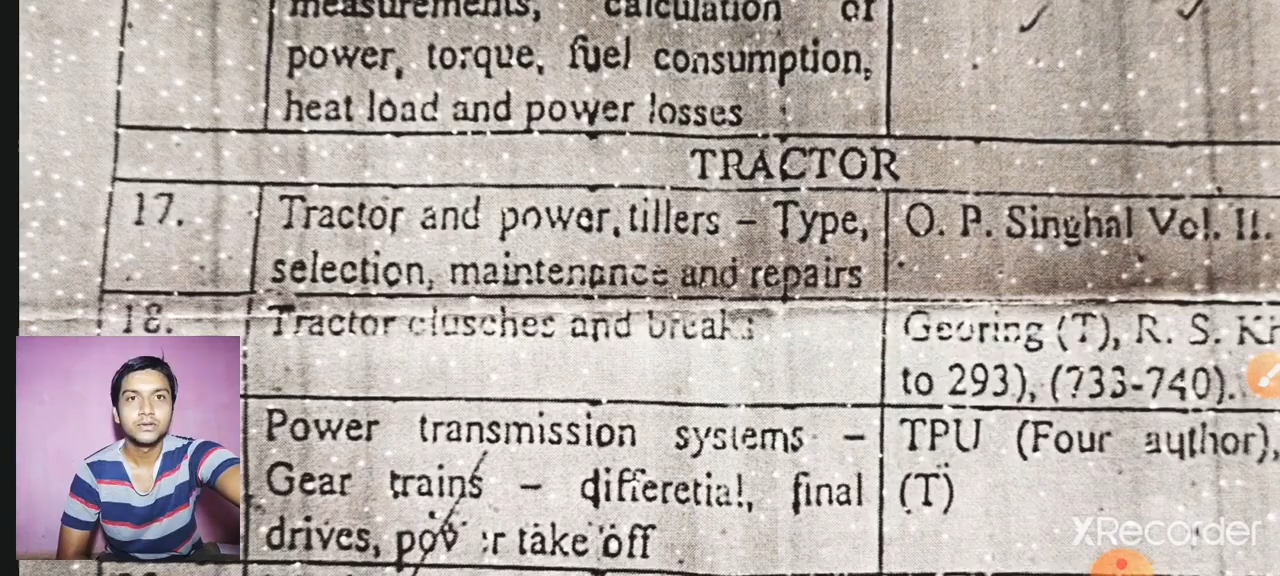 measurements, calculation of
power, torque, fuel consumption,
heat load and power losses
TRACTOR
17. Tractor and power tillers – Type, O. P. Singhal Vol. II.
selection, maintenance and repairs
18. Tractor clusches and breaks Georing (T), R. S.
to 293), (733-740).
Power transmission systems – TPU (Four author),
Gear trains – differetial, final (T)
drives, power take off
XRecorder